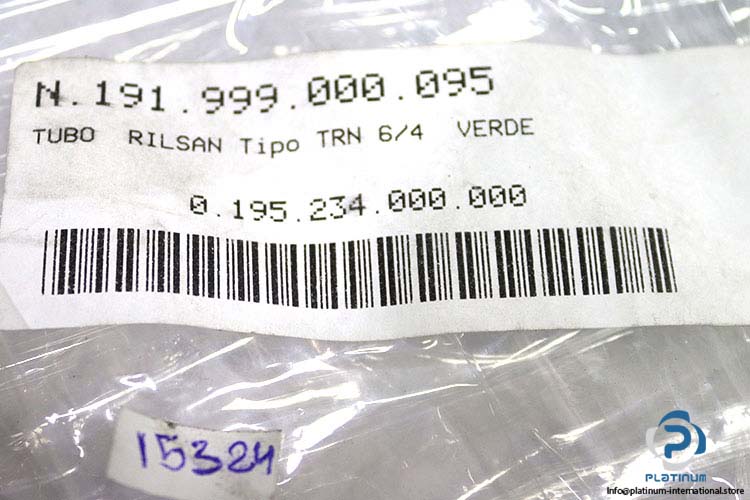 N.191.999.000.095
TUBO RILSAN Tipo TRN 6/4 VERDE
0.195.234.000.000
15324
PLATINUM
Info@platinum-international.store